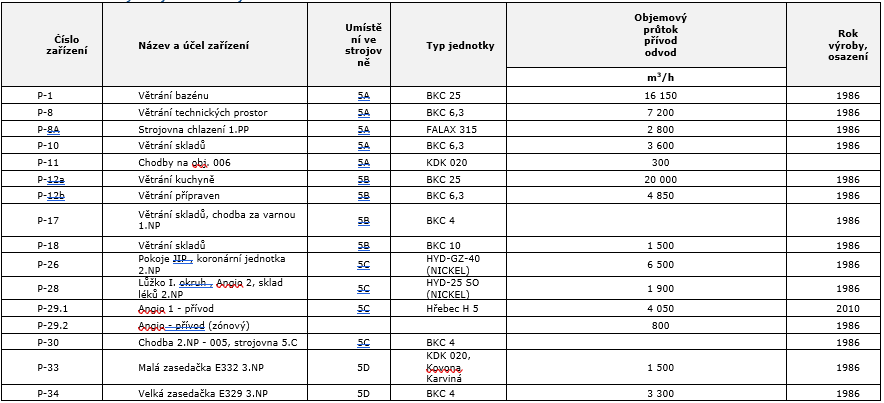 Číslo zařízení Název a účel zařízení Umístění ve strojovně Typ jednotky Objemový průtok přívod odvod Rok výroby, osazení
m³/h
P-1 Větrání bazénu 5A BKC 25 16 150 1986
P-8 Větrání technických prostor 5A BKC 6,3 7 200 1986
P-8A Strojovna chlazení 1.PP 5A FALAX 315 2 800 1986
P-10 Větrání skladů 5A BKC 6,3 3 600 1986
P-11 Chodby na obj. 006 5A KDK 020 300
P-12a Větrání kuchyně 5B BKC 25 20 000 1986
P-12b Větrání přípraven 5B BKC 6,3 4 850 1986
P-17 Větrání skladů, chodba za varnou 1.NP 5B BKC 4 1986
P-18 Větrání skladů 5B BKC 10 1 500 1986
P-26 Pokoje JIP , koronární jednotka 2.NP 5C HYD-GZ-40 (NICKEL) 6 500 1986
P-28 Lůžko I. okruh , Angio 2, sklad léků 2.NP 5C HYD-25 SO (NICKEL) 1 900 1986
P-29.1 Angio 1 - přívod 5C Hřebec H 5 4 050 2010
P-29.2 Angio - přívod (zónový) 800 1986
P-30 Chodba 2.NP - 005, strojovna 5.C 5C BKC 4 1986
P-33 Malá zasedačka E332 3.NP 5D KDK 020, Kovona Karviná 1 500 1986
P-34 Velká zasedačka E329 3.NP 5D BKC 4 3 300 1986